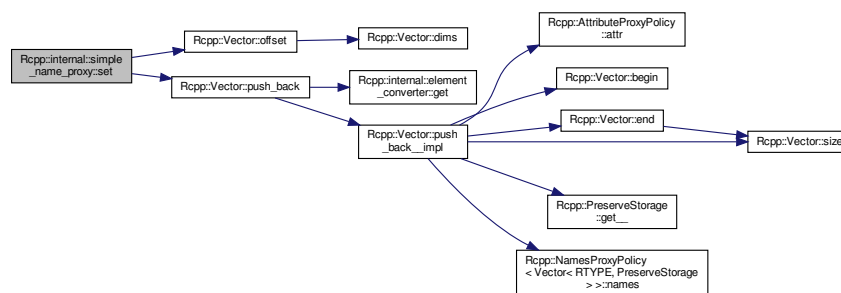 Rcpp::internal::simple
_name_proxy::set
Rcpp::Vector::offset
Rcpp::Vector::dims
Rcpp::Vector::push_back
Rcpp::internal::element
_converter::get
Rcpp::Vector::push
_back__impl
Rcpp::AttributeProxyPolicy
::attr
Rcpp::Vector::begin
Rcpp::Vector::end
Rcpp::Vector::size
Rcpp::PreserveStorage
::get__
Rcpp::NamesProxyPolicy
< Vector< RTYPE, PreserveStorage
> >::names